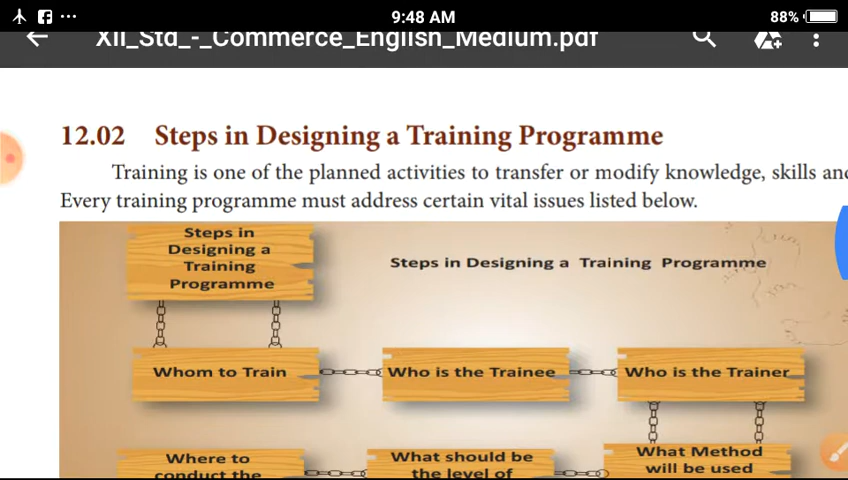 9:48 AM
88%
XII_Std_-_Commerce_English_Medium.pdf
12.02 Steps in Designing a Training Programme
Training is one of the planned activities to transfer or modify knowledge, skills and
Every training programme must address certain vital issues listed below.
Steps in
Designing a
Training
Programme
Steps in Designing a Training Programme
Whom to Train
Who is the Trainee
Who is the Trainer
Where to
conduct the
What should be
the level of
What Method
will be used